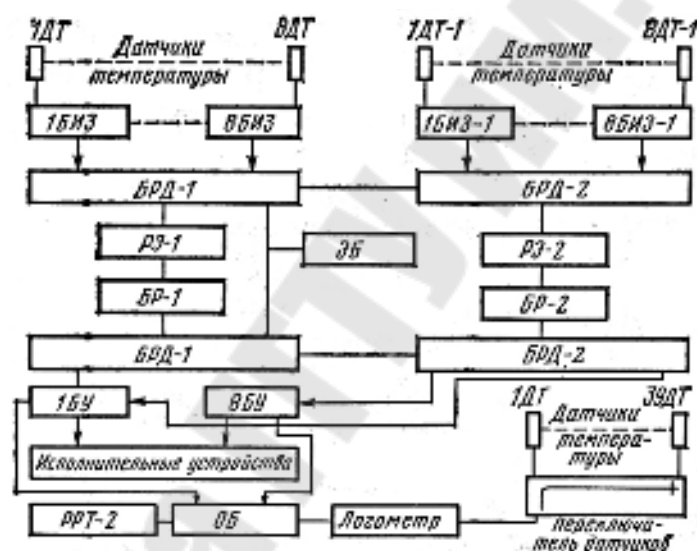 1ДТ Датчики температуры 8ДТ
1ДТ-1 Датчики температуры 8ДТ-1
1БИЗ 8БИЗ 1БИЗ-1 8БИЗ-1
БРД-1 БРД-2
РЭ-1 ЭБ РЭ-2
БР-1 БР-2
БРД-1 БРД-2
1БУ 8БУ 1ДТ 39ДТ
Датчики
темпера-
туры
Исполнительные устройства
РРТ-2 ОБ Логометр
переключа-
тель датчиков